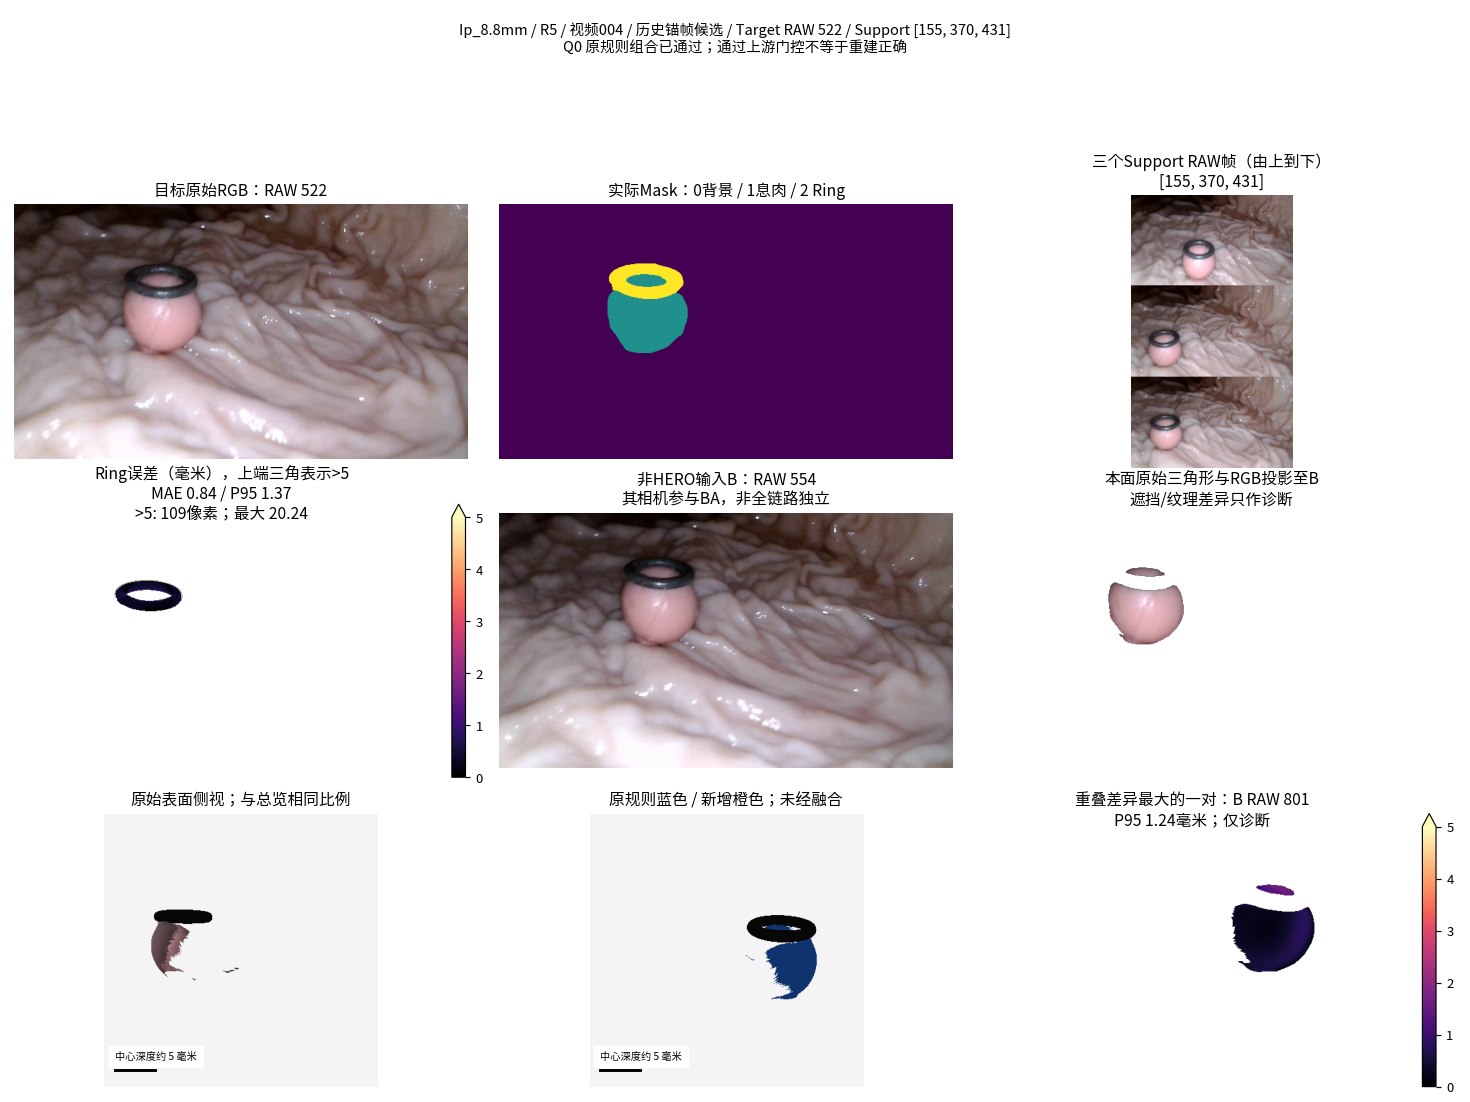 Ip_8.8mm / R5 / 视频004 / 历史锚帧候选 / Target RAW 522 / Support [155, 370, 431]
Q0 原规则组合已通过；通过上游门控不等于重建正确
目标原始RGB：RAW 522
实际Mask：0背景 / 1息肉 / 2 Ring
三个Support RAW帧（由上到下）
[155, 370, 431]
Ring误差（毫米），上端三角表示>5
MAE 0.84 / P95 1.37
>5: 109像素；最大 20.24
5
4
3
2
1
0
非HERO输入B：RAW 554
其相机参与BA，非全链路独立
本面原始三角形与RGB投影至B
遮挡/纹理差异只作诊断
原始表面侧视；与总览相同比例
中心深度约 5 毫米
原规则蓝色 / 新增橙色；未经融合
中心深度约 5 毫米
重叠差异最大的一对：B RAW 801
P95 1.24毫米；仅诊断
5
4
3
2
1
0